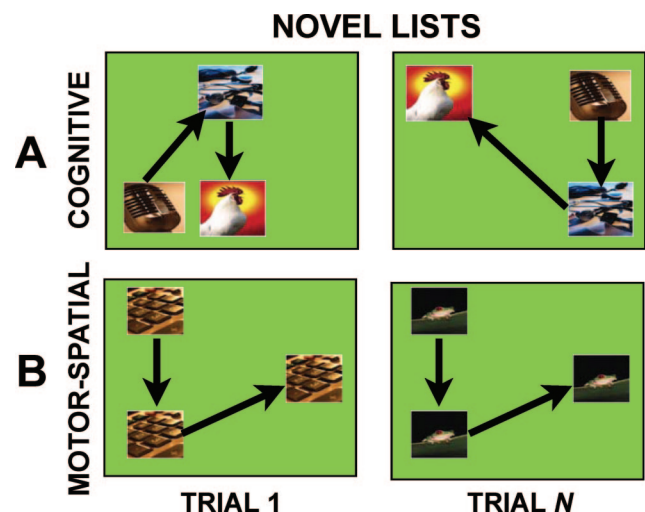 NOVEL LISTS
A
COGNITIVE
B
MOTOR-SPATIAL
TRIAL 1
TRIAL N